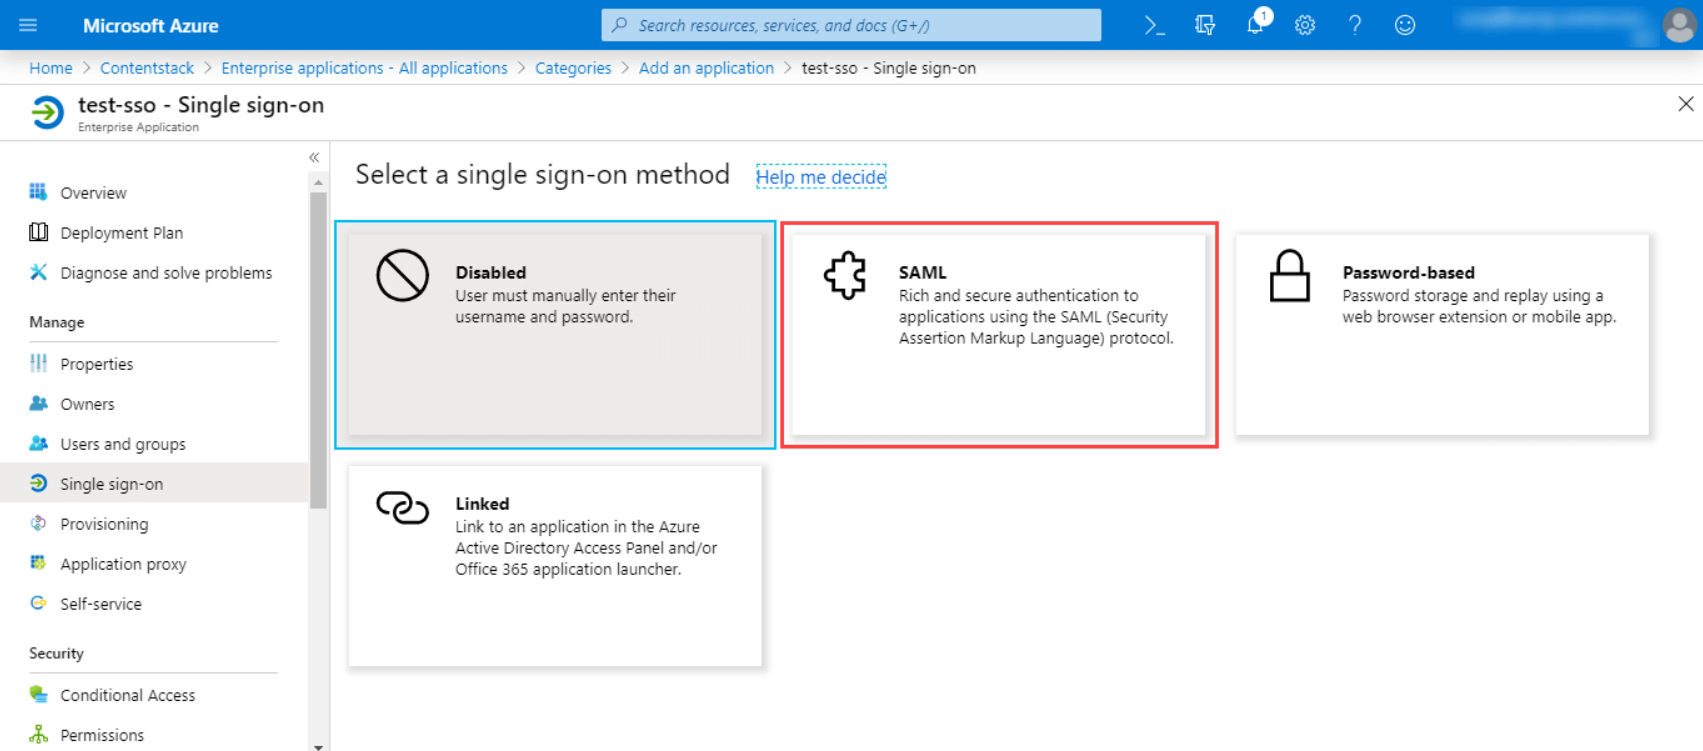 Microsoft Azure
Search resources, services, and docs (G+/)
1
Home > Contentstack > Enterprise applications - All applications > Categories > Add an application > test-sso - Single sign-on
test-sso - Single sign-on
Enterprise Application
Overview
Deployment Plan
Diagnose and solve problems
Manage
Properties
Owners
Users and groups
Single sign-on
Provisioning
Application proxy
Self-service
Security
Conditional Access
Permissions
Select a single sign-on method
Help me decide
Disabled
User must manually enter their
username and password.
SAML
Rich and secure authentication to
applications using the SAML (Security
Assertion Markup Language) protocol.
Password-based
Password storage and replay using a
web browser extension or mobile app.
Linked
Link to an application in the Azure
Active Directory Access Panel and/or
Office 365 application launcher.